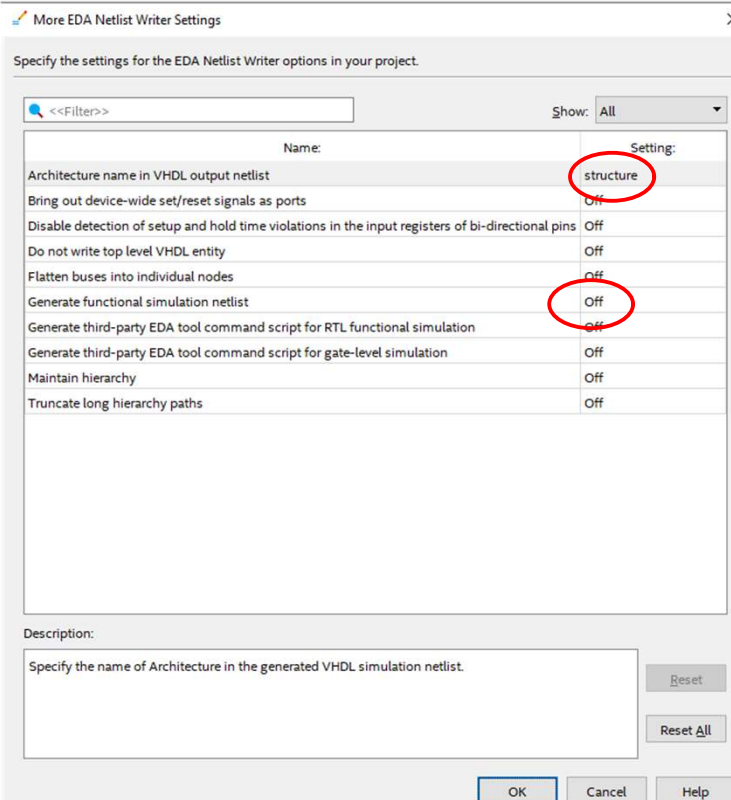 More EDA Netlist Writer Settings
Specify the settings for the EDA Netlist Writer options in your project.
<<Filter>>
Show: All
Name: Setting:
Architecture name in VHDL output netlist structure
Bring out device-wide set/reset signals as ports Off
Disable detection of setup and hold time violations in the input registers of bi-directional pins Off
Do not write top level VHDL entity Off
Flatten buses into individual nodes Off
Generate functional simulation netlist Off
Generate third-party EDA tool command script for RTL functional simulation Off
Generate third-party EDA tool command script for gate-level simulation Off
Maintain hierarchy Off
Truncate long hierarchy paths Off
Description:
Specify the name of Architecture in the generated VHDL simulation netlist.
Reset
Reset All
OK Cancel Help